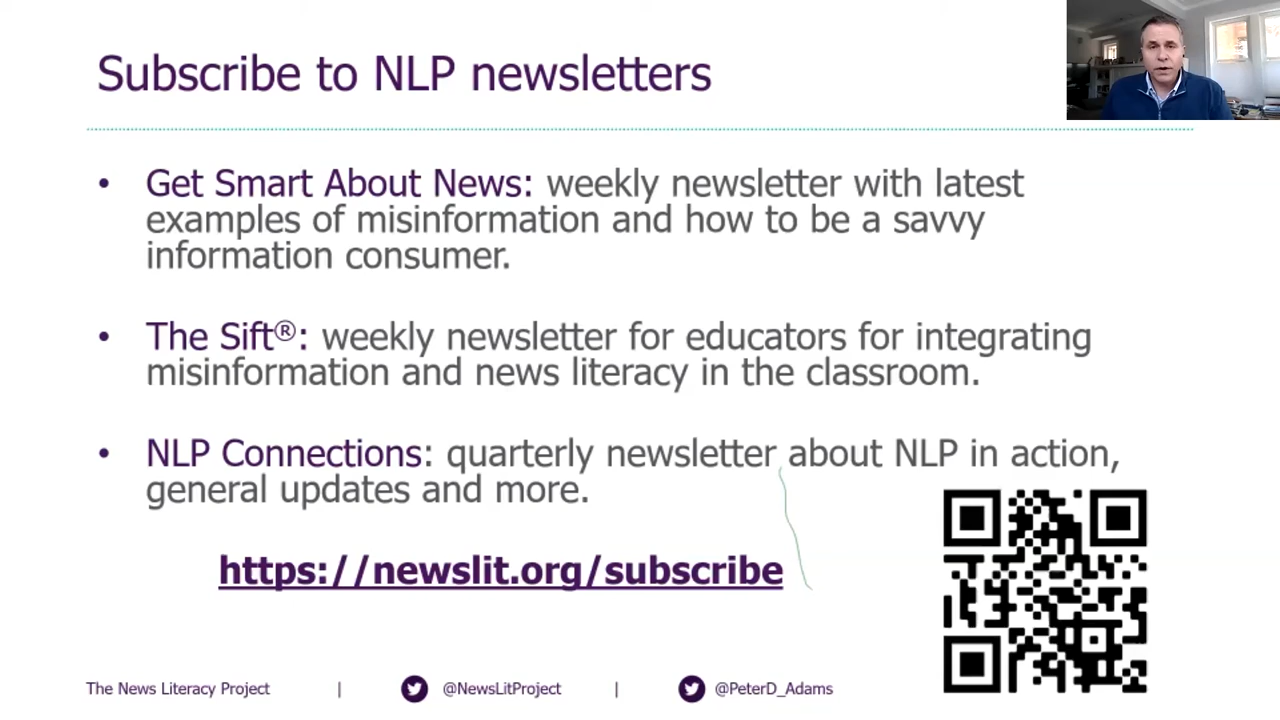 Subscribe to NLP newsletters
• Get Smart About News: weekly newsletter with latest
examples of misinformation and how to be a savvy
information consumer.
• The Sift®: weekly newsletter for educators for integrating
misinformation and news literacy in the classroom.
• NLP Connections: quarterly newsletter about NLP in action,
general updates and more.
https://newslit.org/subscribe
The News Literacy Project | @NewsLitProject | @PeterD_Adams